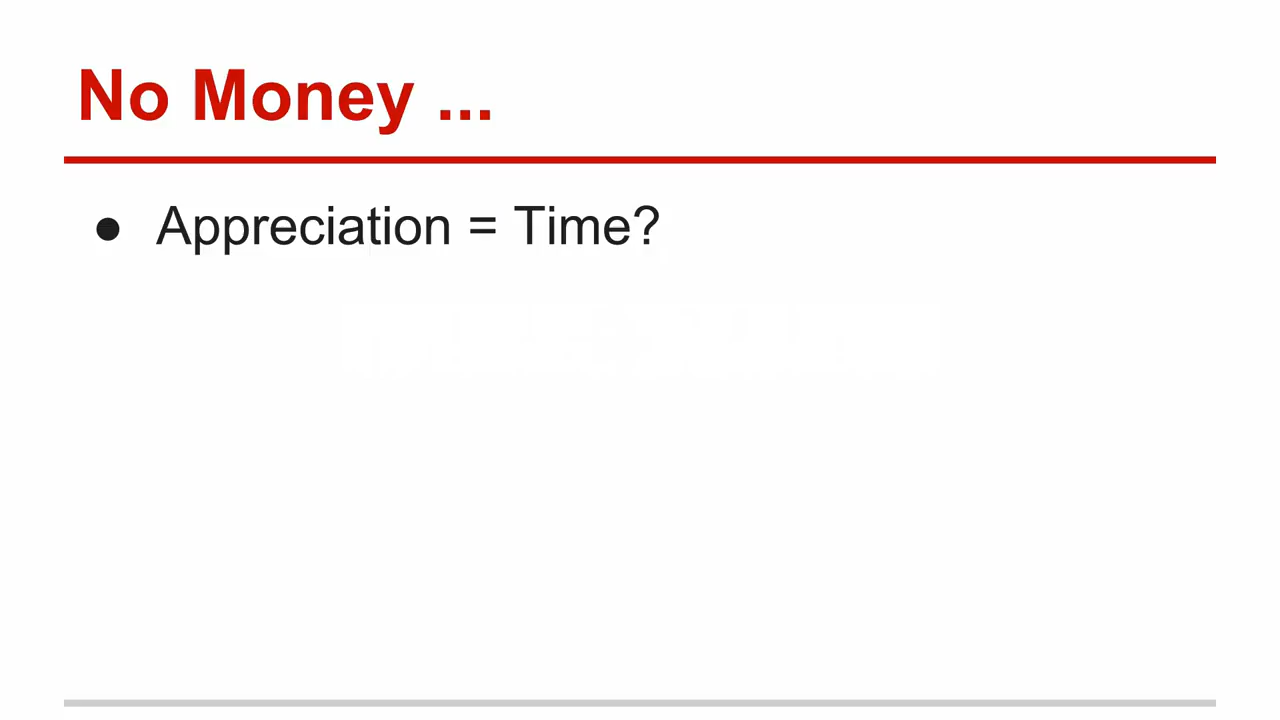 No Money ...
● Appreciation = Time?